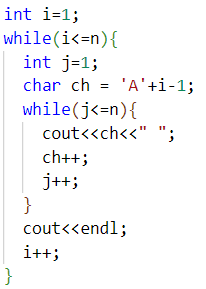 int i=1;
while(i<=n){
  int j=1;
  char ch = 'A'+i-1;
  while(j<=n){
    cout<<ch<<" ";
    ch++;
    j++;
  }
  cout<<endl;
  i++;
}